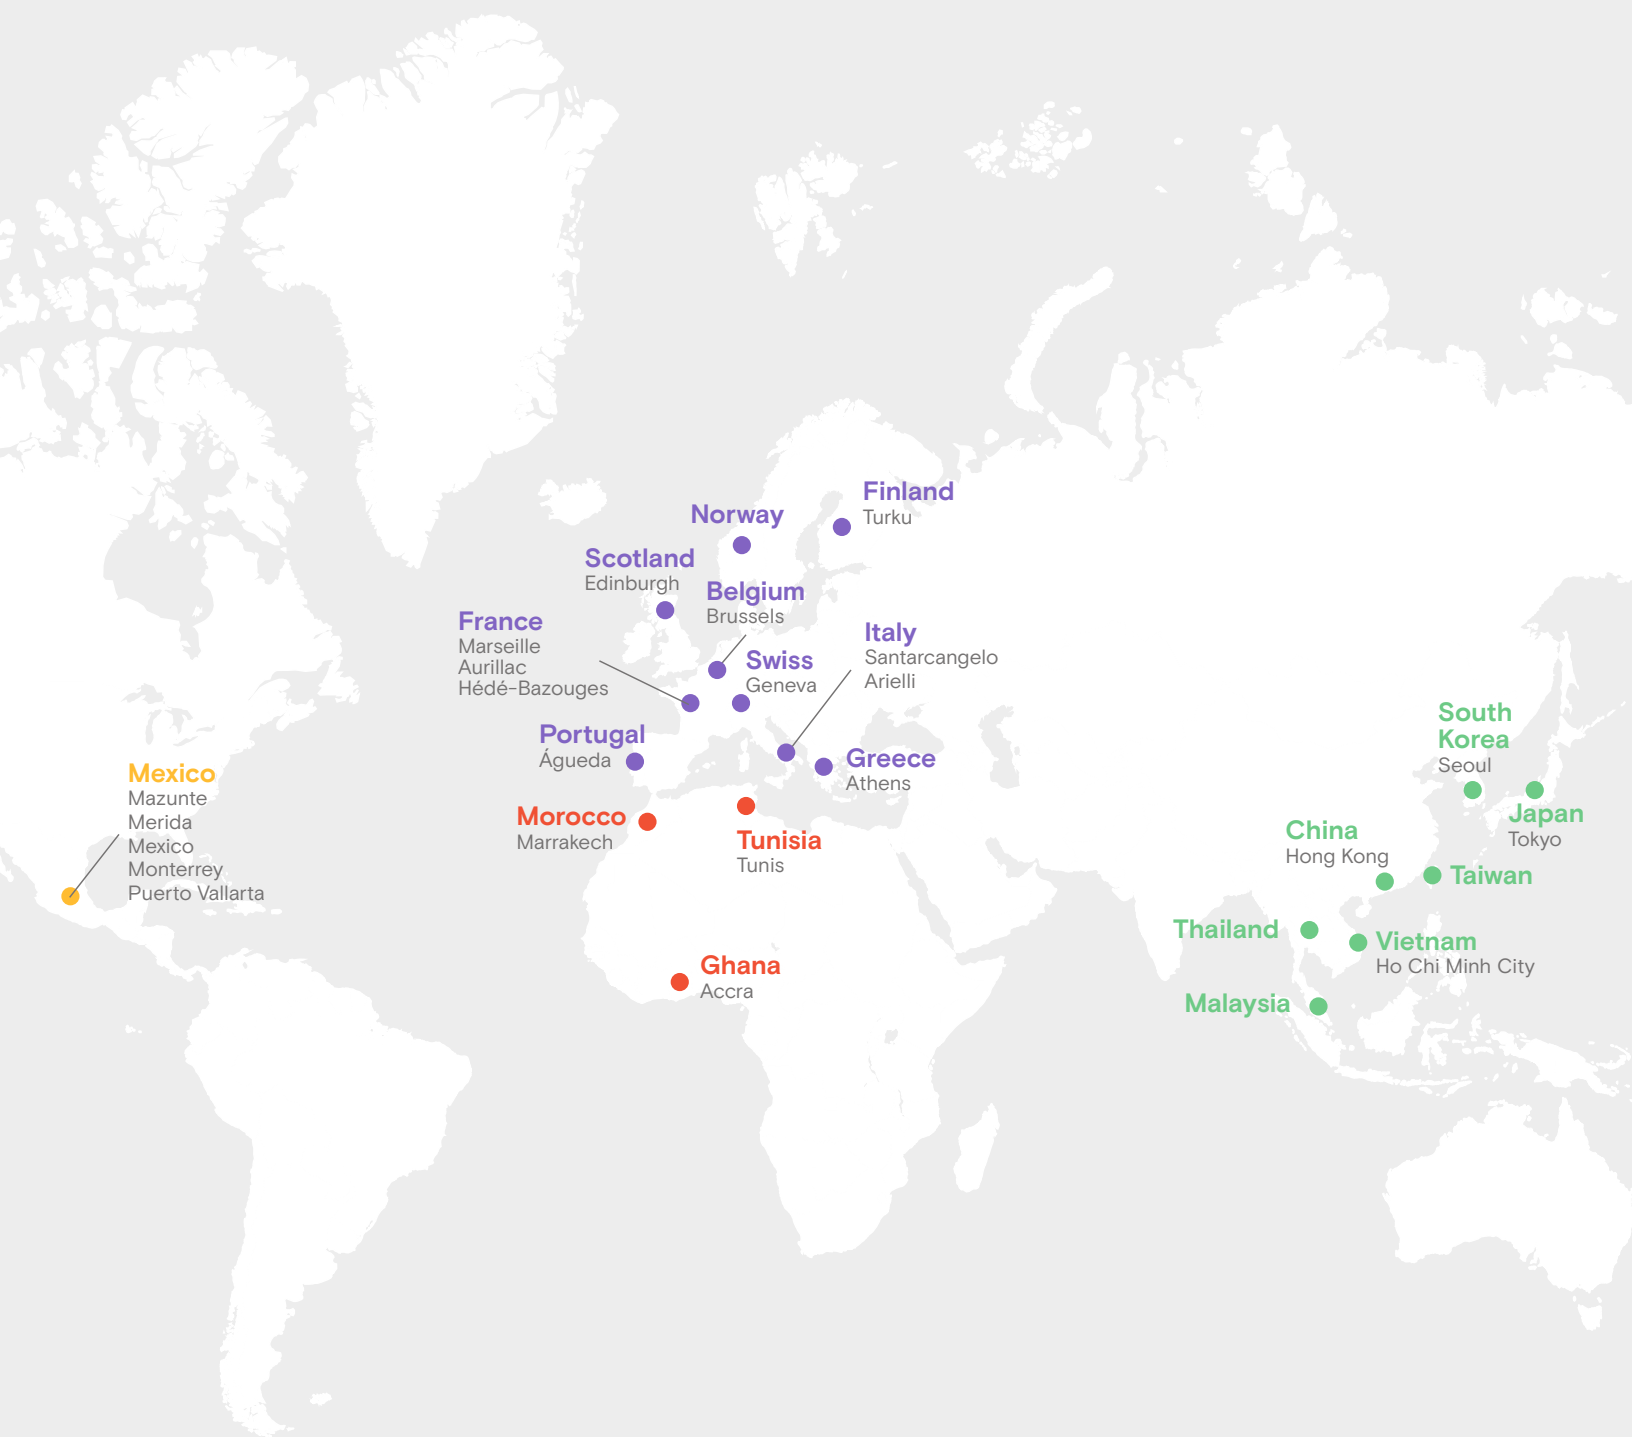 Finland
Turku
Norway
Scotland
Edinburgh
Belgium
Brussels
France
Marseille
Aurillac
Hédé-Bazouges
Italy
Santarcangelo
Arielli
Swiss
Geneva
Portugal
Águeda
Greece
Athens
Mexico
Mazunte
Merida
Mexico
Monterrey
Puerto Vallarta
Morocco
Marrakech
Tunisia
Tunis
Ghana
Accra
South
Korea
Seoul
Japan
Tokyo
China
Hong Kong
Taiwan
Thailand
Vietnam
Ho Chi Minh City
Malaysia